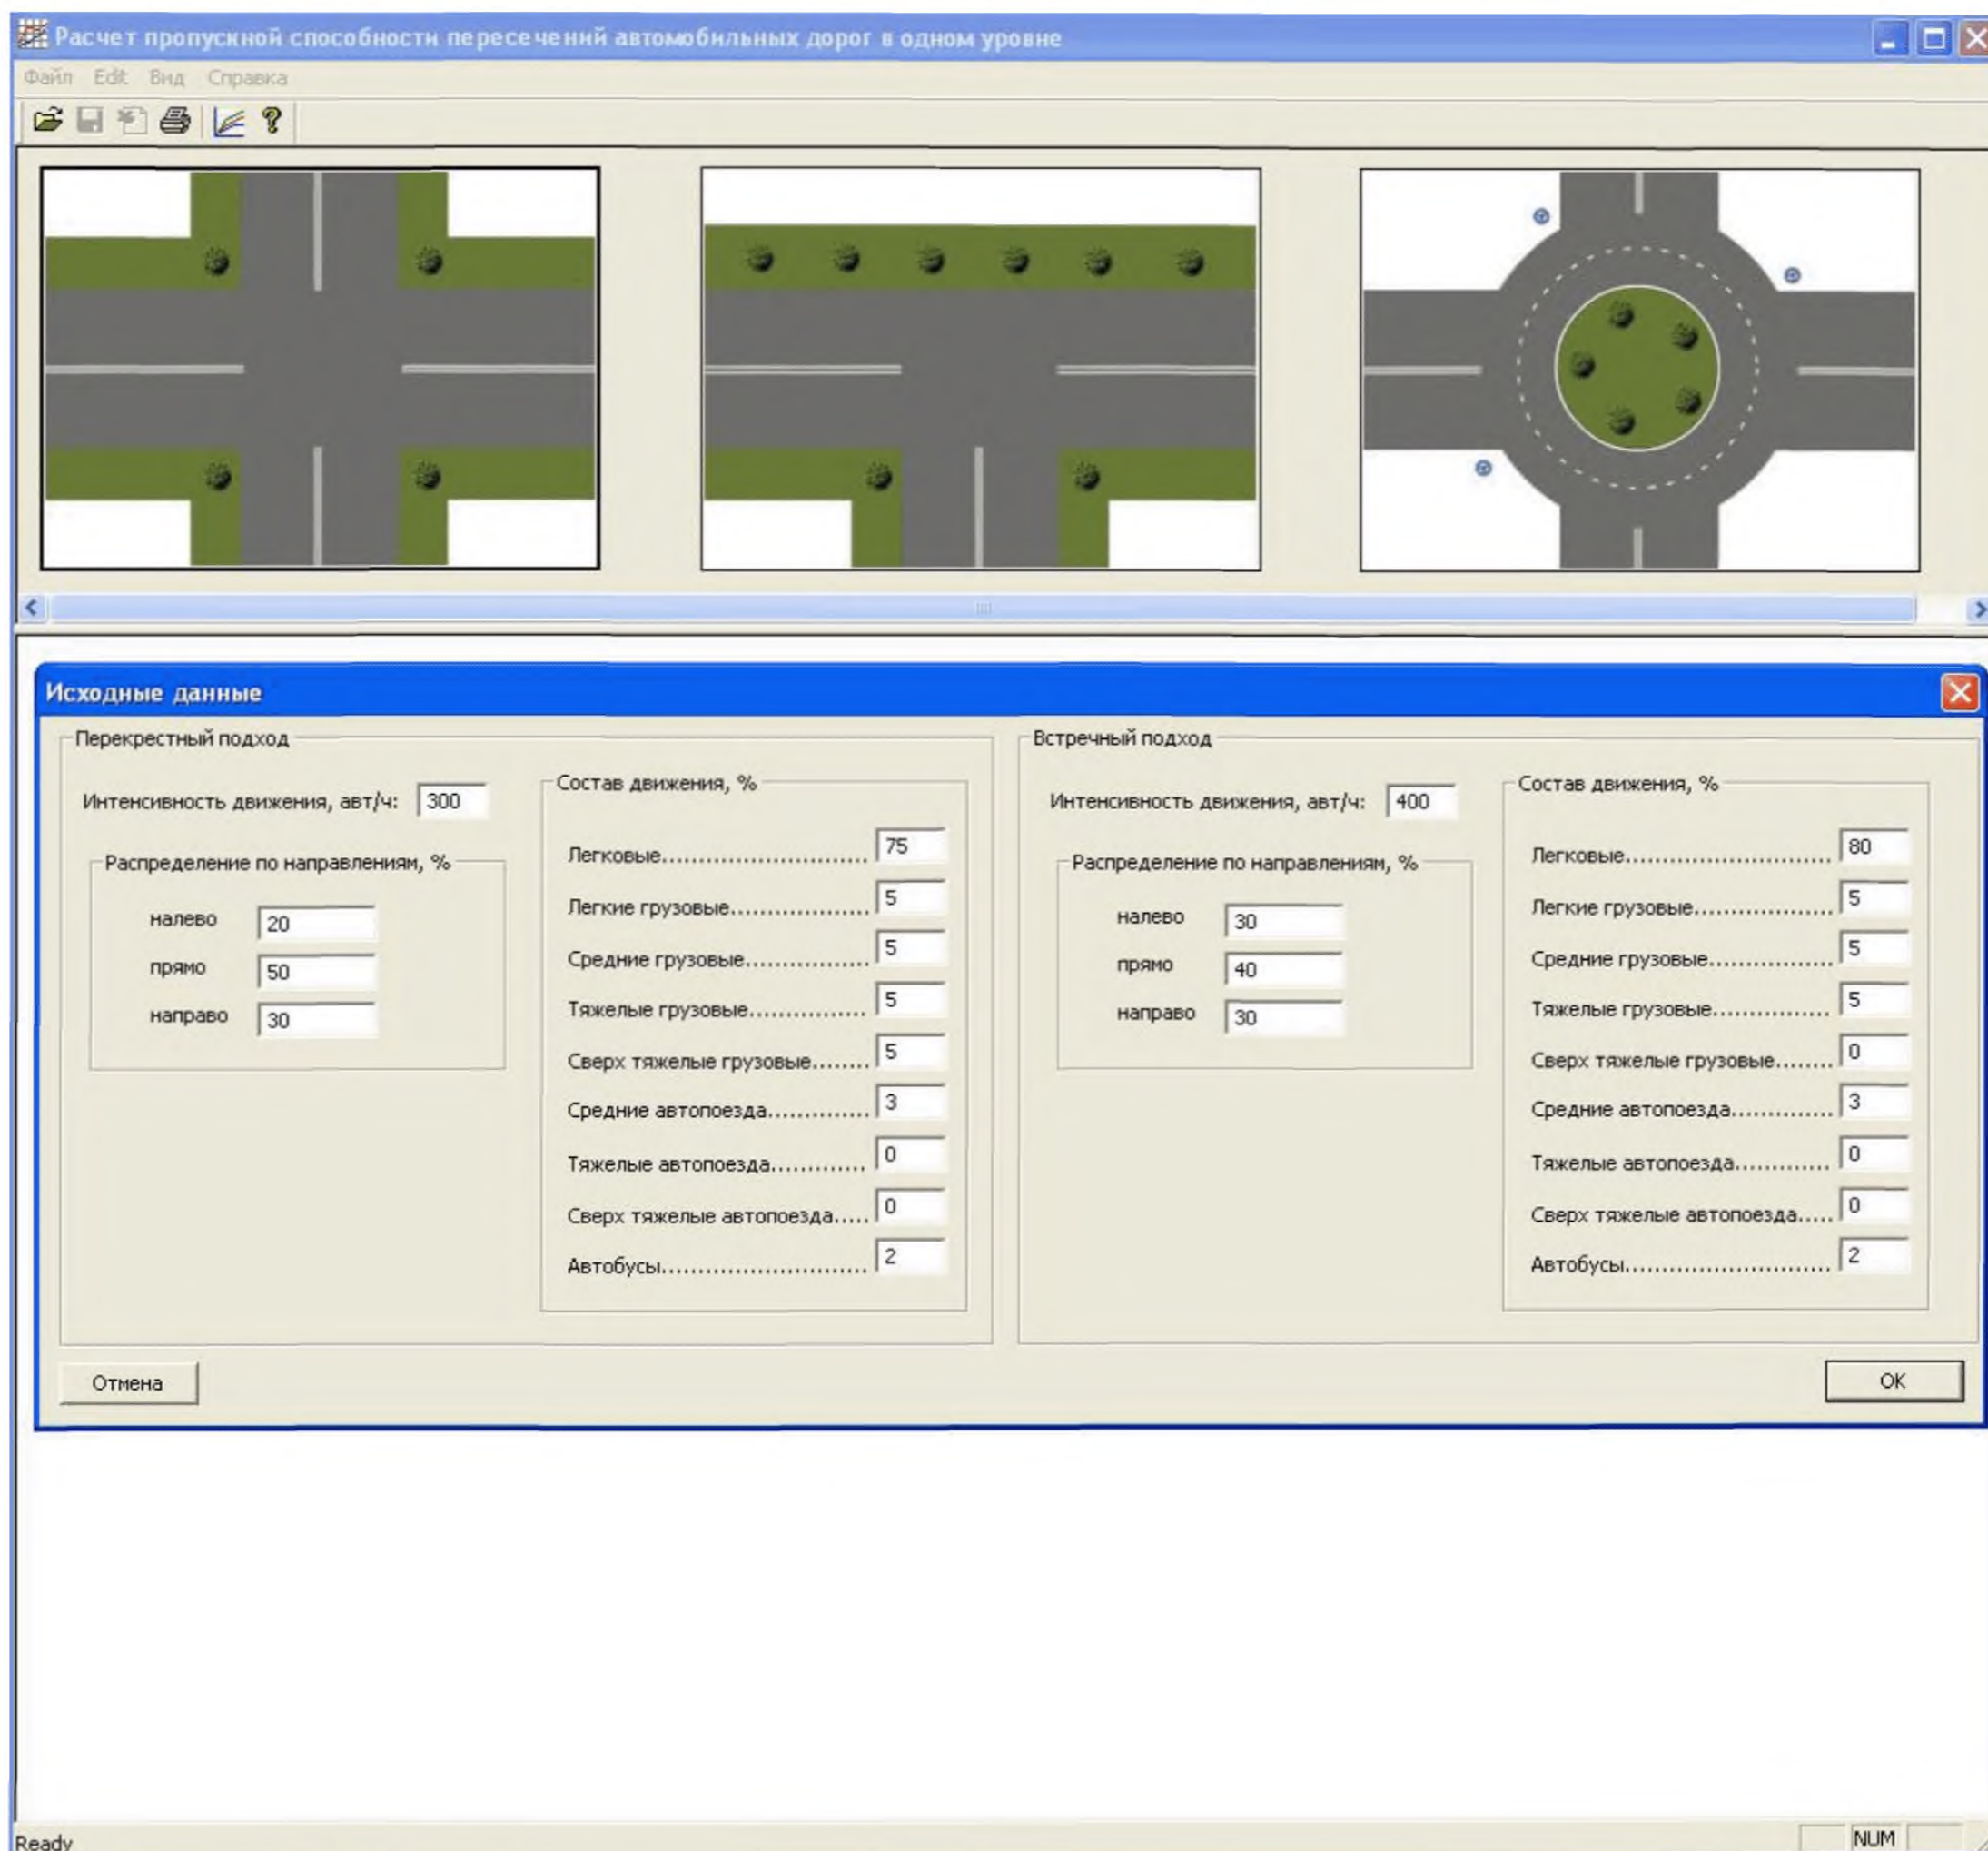 Расчет пропускной способности пересечений автомобильных дорог в одном уровне
Файл Edit Вид Справка
Исходные данные
Перекрестный подход
Интенсивность движения, авт/ч: 300
Распределение по направлениям, %
налево 20
прямо 50
направо 30
Состав движения, %
Легковые............................ 75
Легкие грузовые................... 5
Средние грузовые................. 5
Тяжелые грузовые................ 5
Сверх тяжелые грузовые........ 5
Средние автопоезда.............. 3
Тяжелые автопоезда............. 0
Сверх тяжелые автопоезда..... 0
Автобусы............................ 2
Встречный подход
Интенсивность движения, авт/ч: 400
Распределение по направлениям, %
налево 30
прямо 40
направо 30
Состав движения, %
Легковые............................ 80
Легкие грузовые................... 5
Средние грузовые................. 5
Тяжелые грузовые................ 5
Сверх тяжелые грузовые........ 0
Средние автопоезда.............. 3
Тяжелые автопоезда............. 0
Сверх тяжелые автопоезда..... 0
Автобусы............................ 2
Отмена
ОК
Ready
NUM